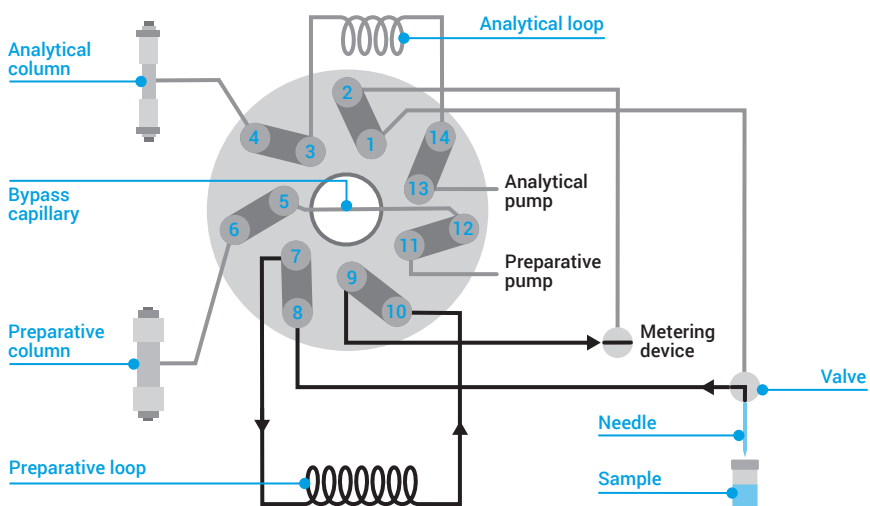 Analytical loop
Analytical
column
2
14
4
3
1
13
Analytical
pump
Bypass
capillary
5
12
6
11
7
Preparative
pump
9
8
10
Preparative
column
Metering
device
Valve
Needle
Preparative loop
Sample